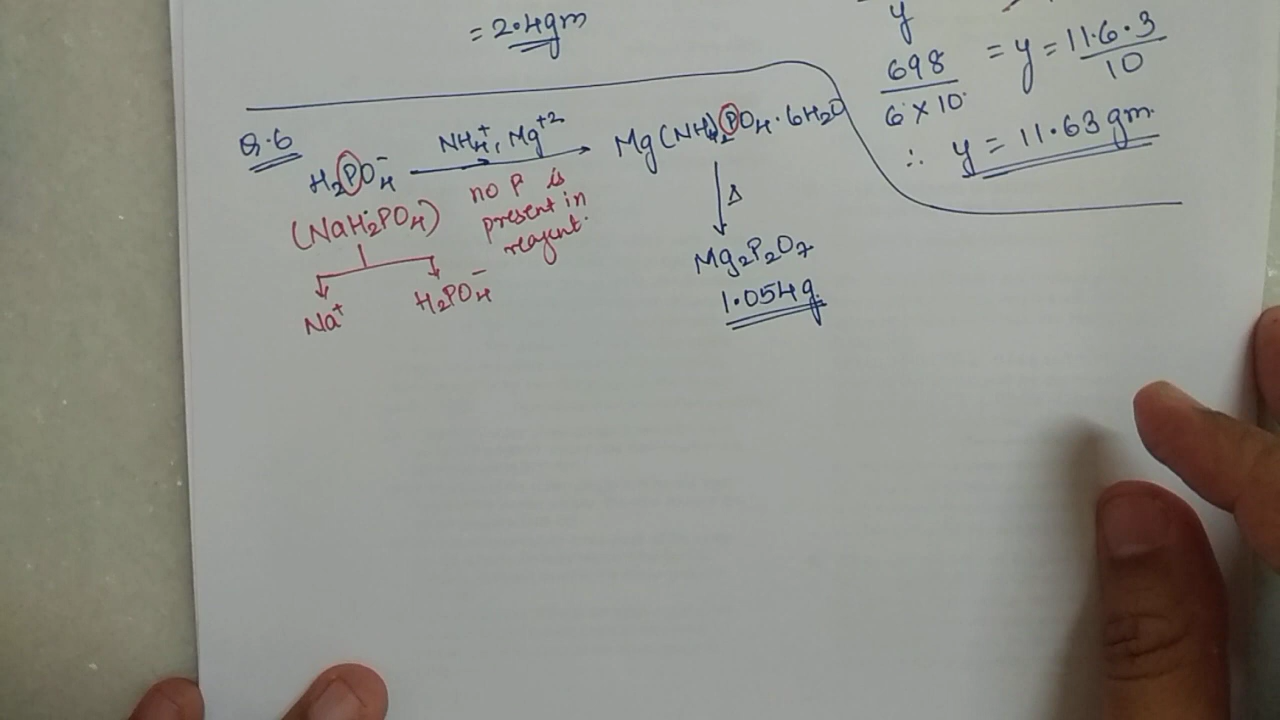 = 2.4gm
y
698 / 6 × 10 = y = 11.6.3 / 10
∴ y = 11.63 gm.
Q.6
H₂PO₄⁻ NH₄⁺, Mg⁺² → Mg(NH₄)₂PO₄.6H₂O
(NaH₂PO₄)
no P is
present in
reagent.
Na⁺ H₂PO₄⁻
Δ
Mg₂P₂O₇
1.054g.